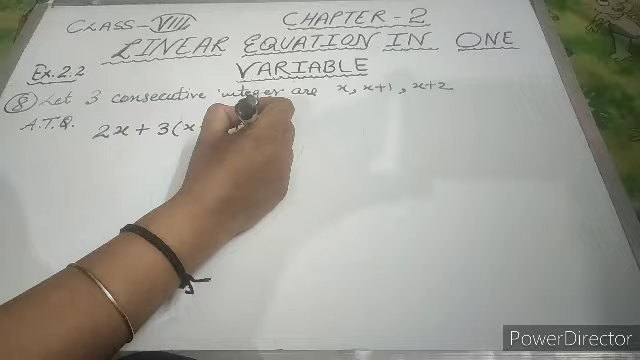 CLASS-VIII
CHAPTER-2
LINEAR EQUATION IN ONE
VARIABLE
Ex.2.2
⑧ Let 3 consecutive integer are x, x+1, x+2
A.T.Q. 2x + 3(x
PowerDirector